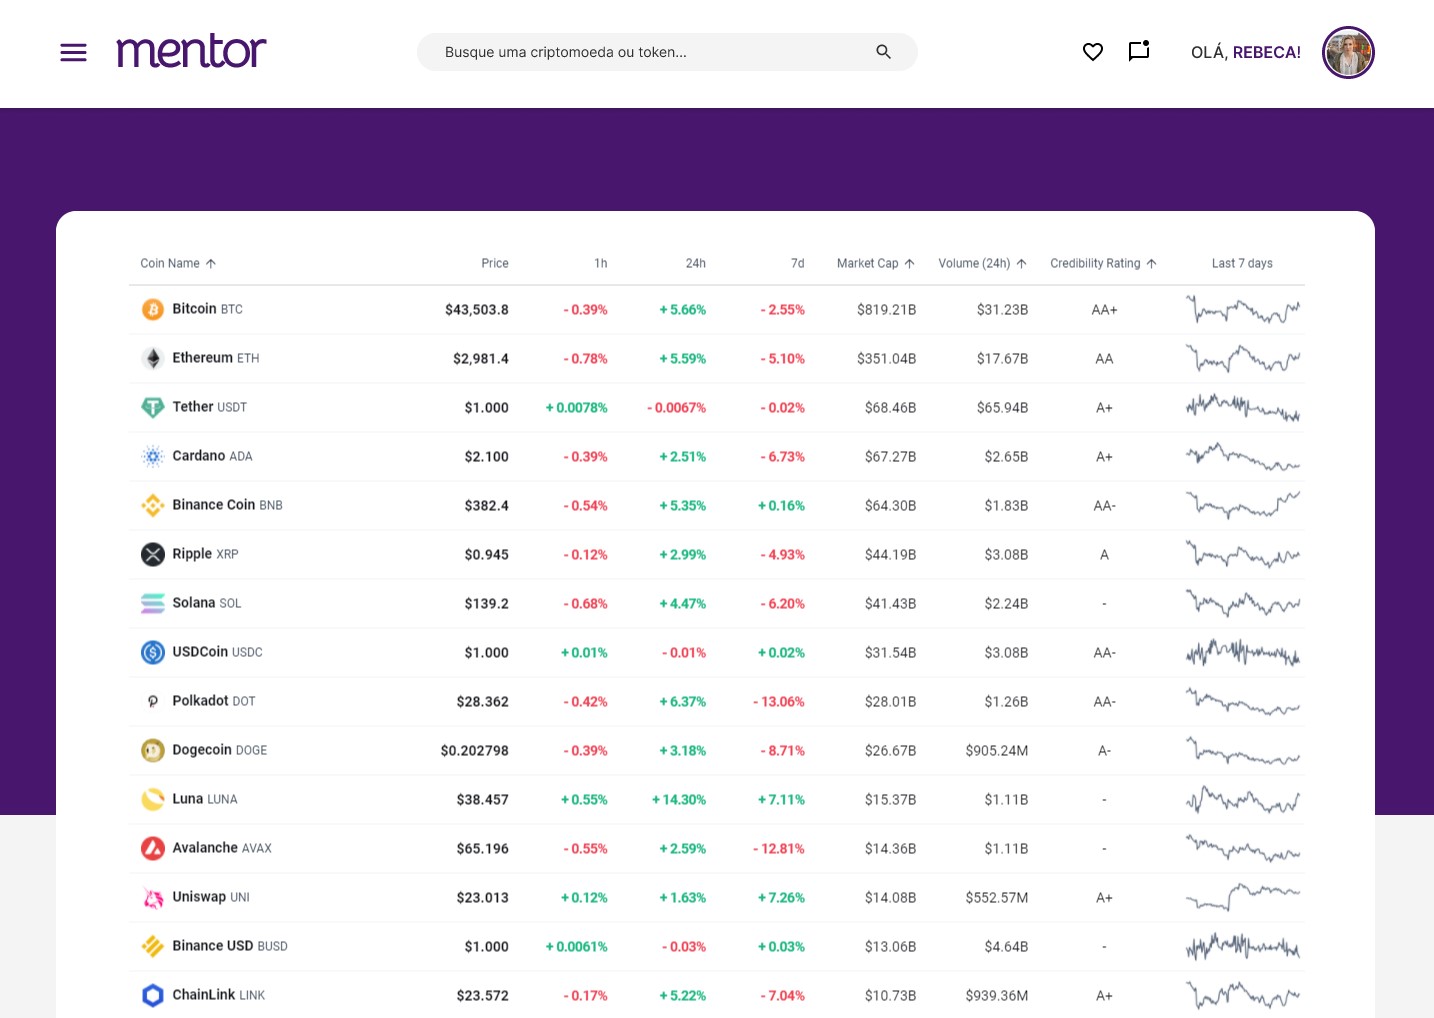 mentor
Busque uma criptomoeda ou token...
OLÁ, REBECA!
Coin Name Price 1h 24h 7d Market Cap Volume (24h) Credibility Rating Last 7 days
Bitcoin BTC $43,503.8 - 0.39% + 5.66% - 2.55% $819.21B $31.23B AA+
Ethereum ETH $2,981.4 - 0.78% + 5.59% - 5.10% $351.04B $17.67B AA
Tether USDT $1.000 + 0.0078% - 0.0067% - 0.02% $68.46B $65.94B A+
Cardano ADA $2.100 - 0.39% + 2.51% - 6.73% $67.27B $2.65B A+
Binance Coin BNB $382.4 - 0.54% + 5.35% + 0.16% $64.30B $1.83B AA-
Ripple XRP $0.945 - 0.12% + 2.99% - 4.93% $44.19B $3.08B A
Solana SOL $139.2 - 0.68% + 4.47% - 6.20% $41.43B $2.24B -
USDCoin USDC $1.000 + 0.01% - 0.01% + 0.02% $31.54B $3.08B AA-
Polkadot DOT $28.362 - 0.42% + 6.37% - 13.06% $28.01B $1.26B AA-
Dogecoin DOGE $0.202798 - 0.39% + 3.18% - 8.71% $26.67B $905.24M A-
Luna LUNA $38.457 + 0.55% + 14.30% + 7.11% $15.37B $1.11B -
Avalanche AVAX $65.196 - 0.55% + 2.59% - 12.81% $14.36B $1.11B -
Uniswap UNI $23.013 + 0.12% + 1.63% + 7.26% $14.08B $552.57M A+
Binance USD BUSD $1.000 + 0.0061% - 0.03% + 0.03% $13.06B $4.64B -
ChainLink LINK $23.572 - 0.17% + 5.22% - 7.04% $10.73B $939.36M A+